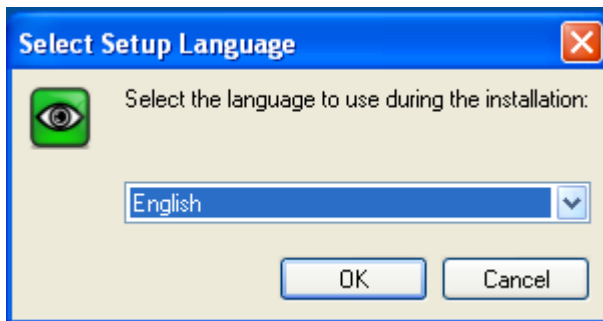 Select Setup Language
Select the language to use during the installation:
English
OK
Cancel